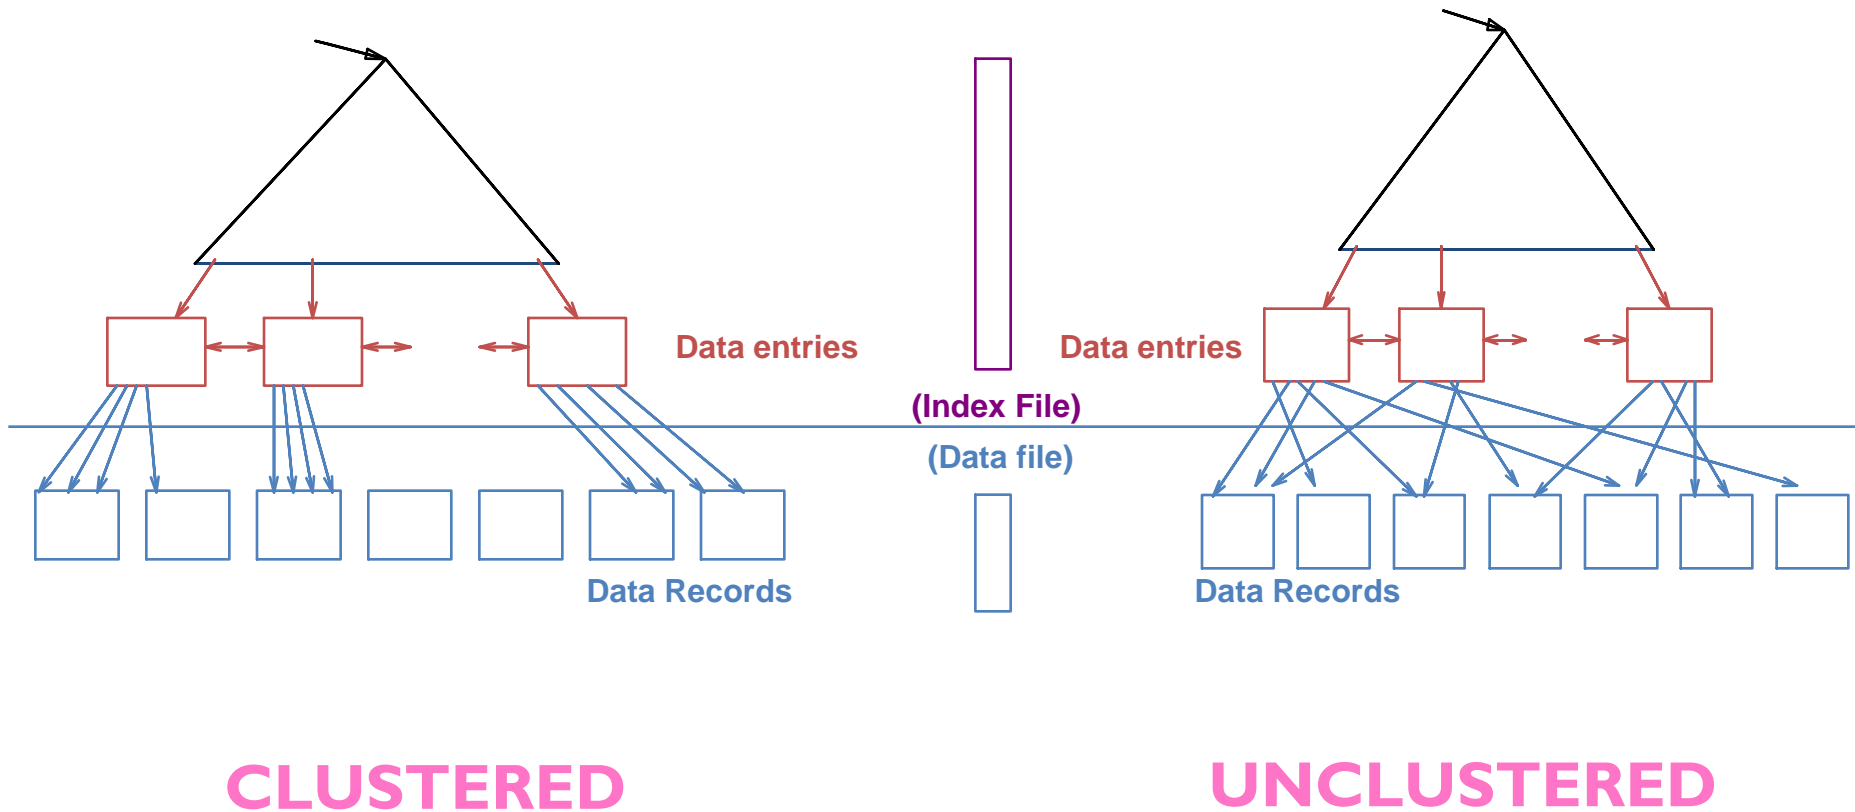 Data entries
Data entries
(Index File)
(Data file)
Data Records
Data Records
CLUSTERED
UNCLUSTERED